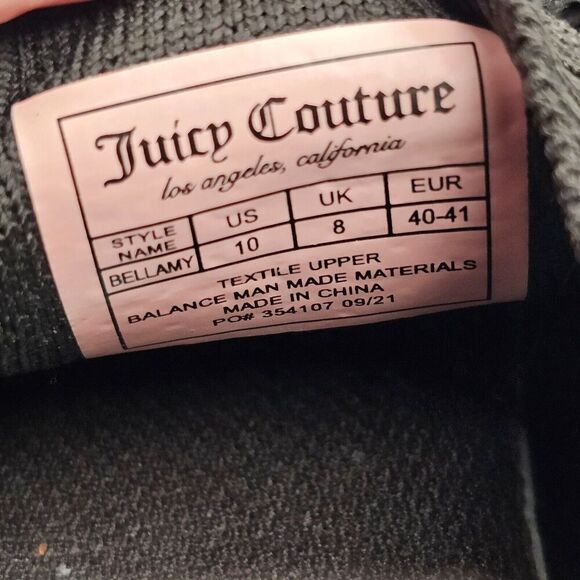 Juicy Couture
los angeles, california
STYLE NAME US UK EUR
BELLAMY 10 8 40-41
TEXTILE UPPER
BALANCE MAN MADE MATERIALS
MADE IN CHINA
PO# 354107 09/21